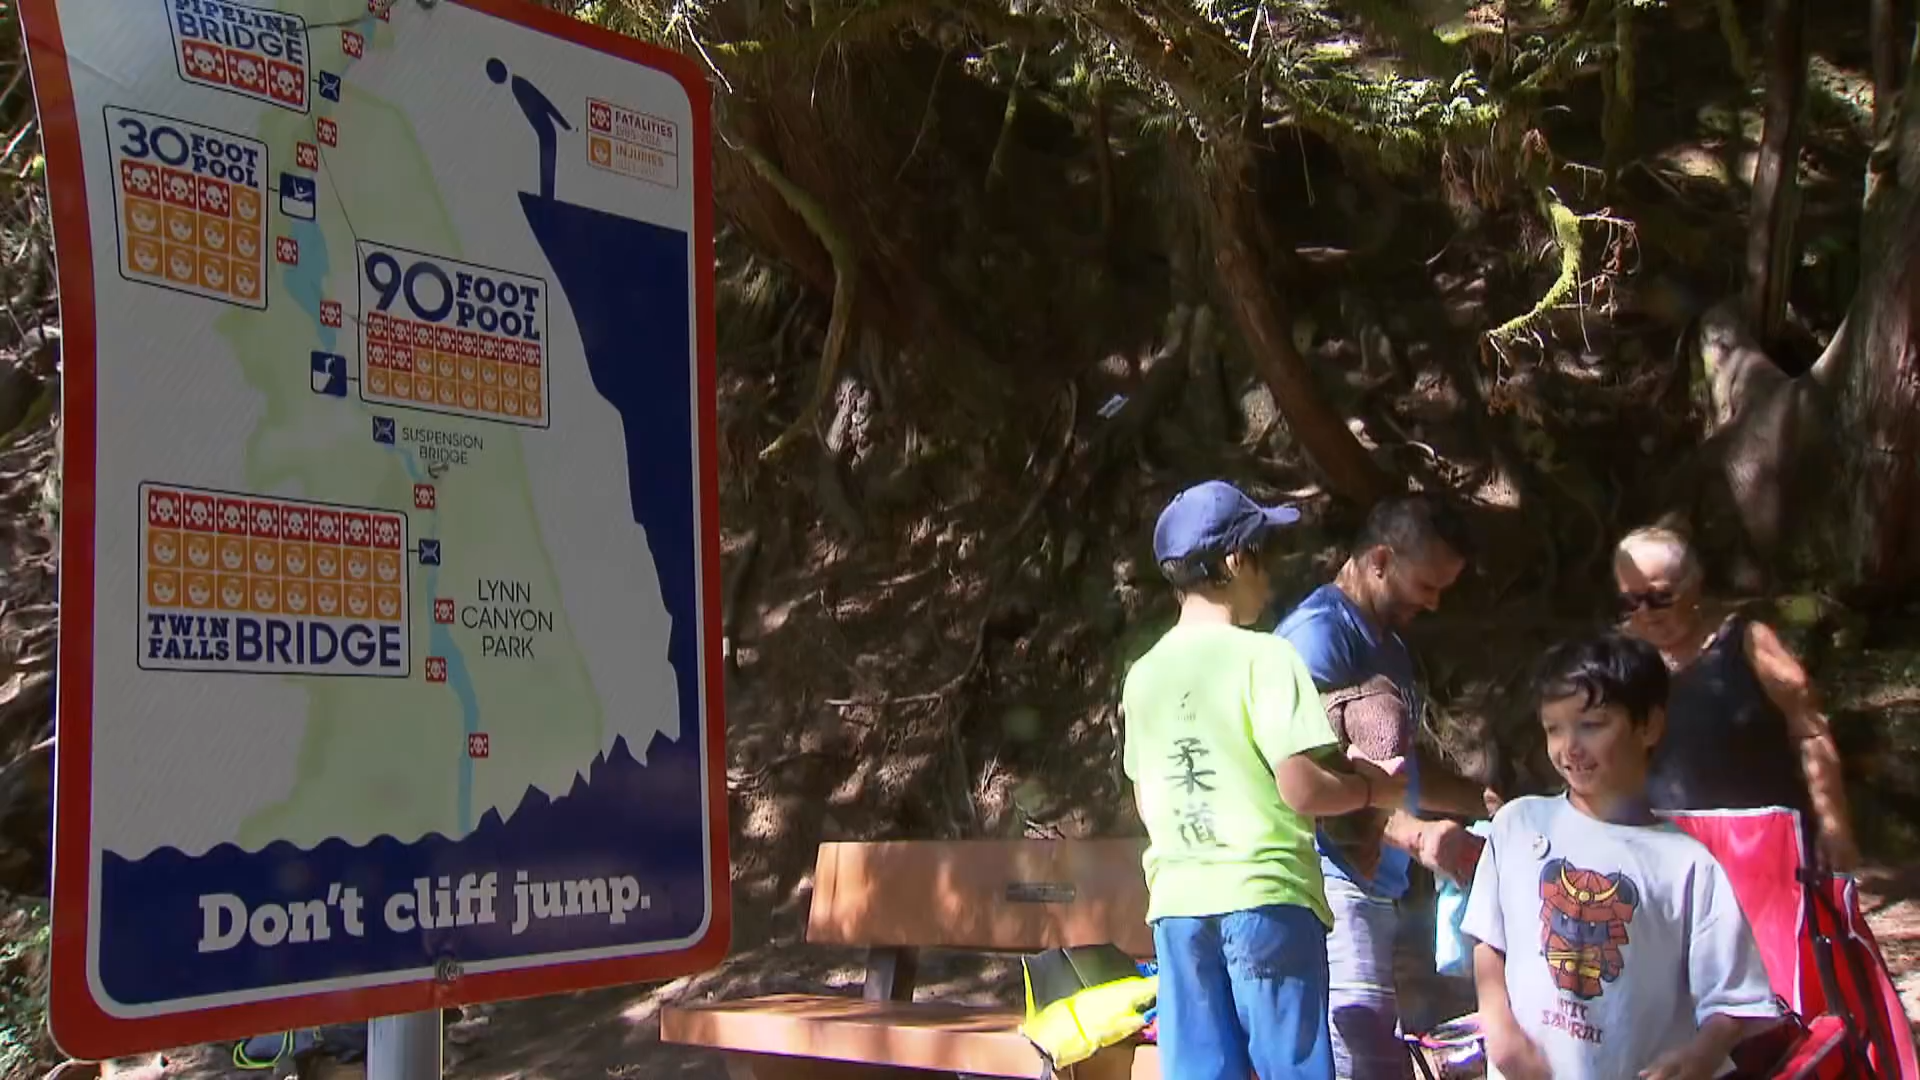 PIPELINE
BRIDGE
30 FOOT
POOL
FATALITIES
INJURIES
90 FOOT
POOL
SUSPENSION
BRIDGE
TWIN
FALLS BRIDGE
LYNN
CANYON
PARK
Don't cliff jump.
柔
道
SAMURAI